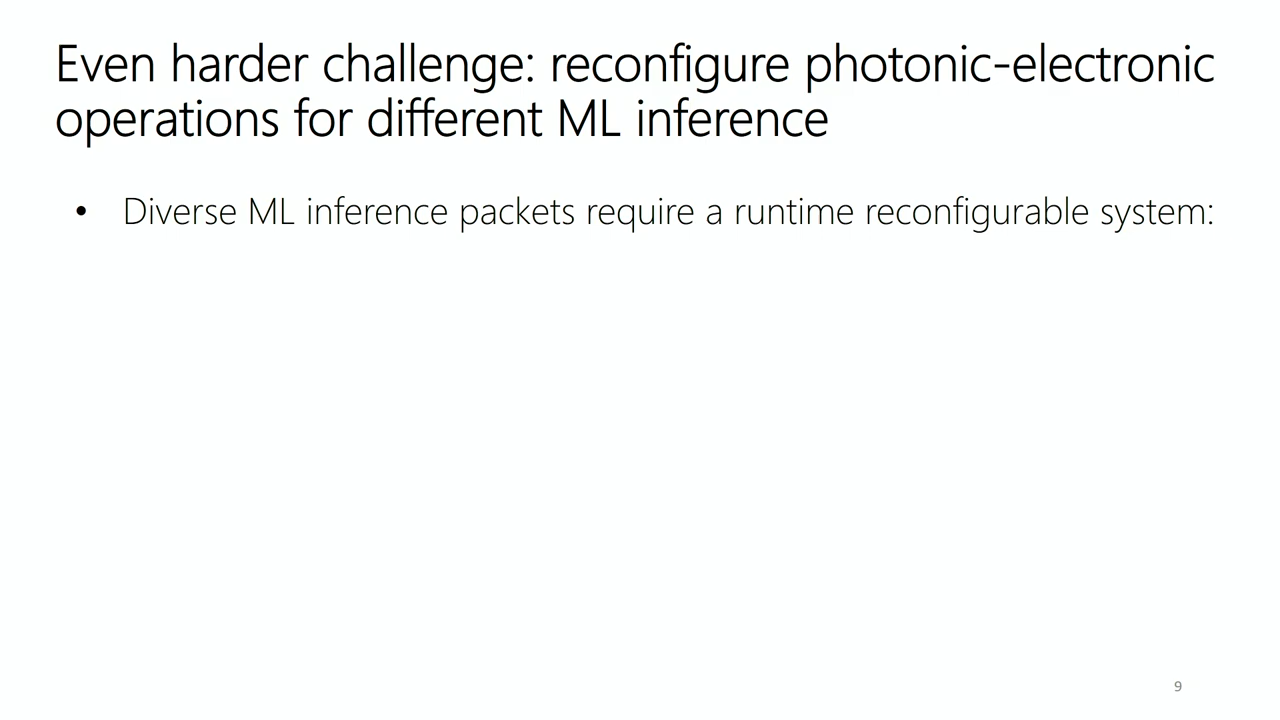 Even harder challenge: reconfigure photonic-electronic
operations for different ML inference
• Diverse ML inference packets require a runtime reconfigurable system:
9